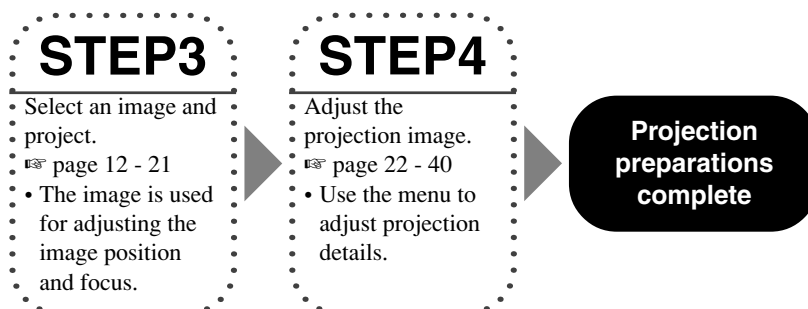 STEP3
Select an image and
project.
☞ page 12 - 21
• The image is used
for adjusting the
image position
and focus.
STEP4
Adjust the
projection image.
☞ page 22 - 40
• Use the menu to
adjust projection
details.
Projection
preparations
complete